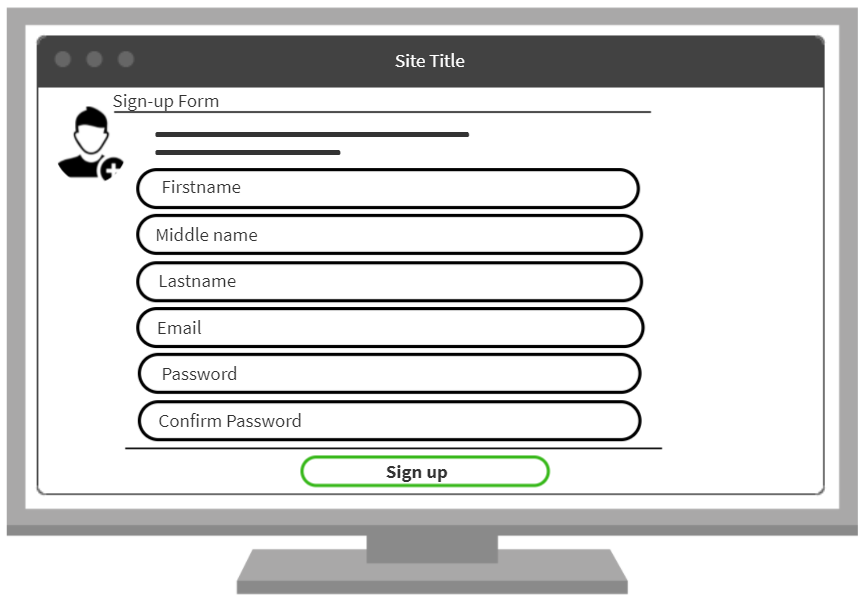 Site Title
Sign-up Form
Firstname
Middle name
Lastname
Email
Password
Confirm Password
Sign up